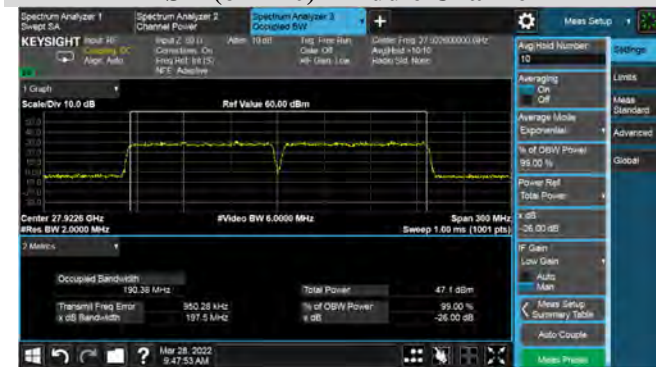 Spectrum Analyzer 1
Swept SA
Spectrum Analyzer 2
Channel Power
Spectrum Analyzer 3
Occupied BW
Meas Setup
KEYSIGHT
Input: RF
Coupling: DC
Align: Auto
Input Z: 50 Ω
Corrections: On
Freq Ref: Int (S)
NFE: Adaptive
Atten: 10 dB
Trig: Free Run
Gate: Off
#IF Gain: Low
Center Freq: 27.922600000 GHz
Avg|Hold: >10/10
Radio Std: None
1 Graph
Scale/Div 10.0 dB
Ref Value 60.00 dBm
Center 27.9226 GHz
#Res BW 2.0000 MHz
#Video BW 6.0000 MHz
Span 300 MHz
Sweep 1.00 ms (1001 pts)
2 Metrics
Occupied Bandwidth
190.38 MHz
Transmit Freq Error
950.28 kHz
x dB Bandwidth
197.5 MHz
Total Power
47.1 dBm
% of OBW Power
99.00 %
x dB
-26.00 dB
Mar 28, 2022
9:47:53 AM
Avg|Hold Number
10
Averaging
On
Off
Average Mode
Exponential
% of OBW Power
99.00 %
Power Ref
Total Power
x dB
-26.00 dB
IF Gain
Low Gain
Auto
Man
Meas Setup
Summary Table
Auto Couple
Meas Preset
Settings
Limits
Meas
Standard
Advanced
Global